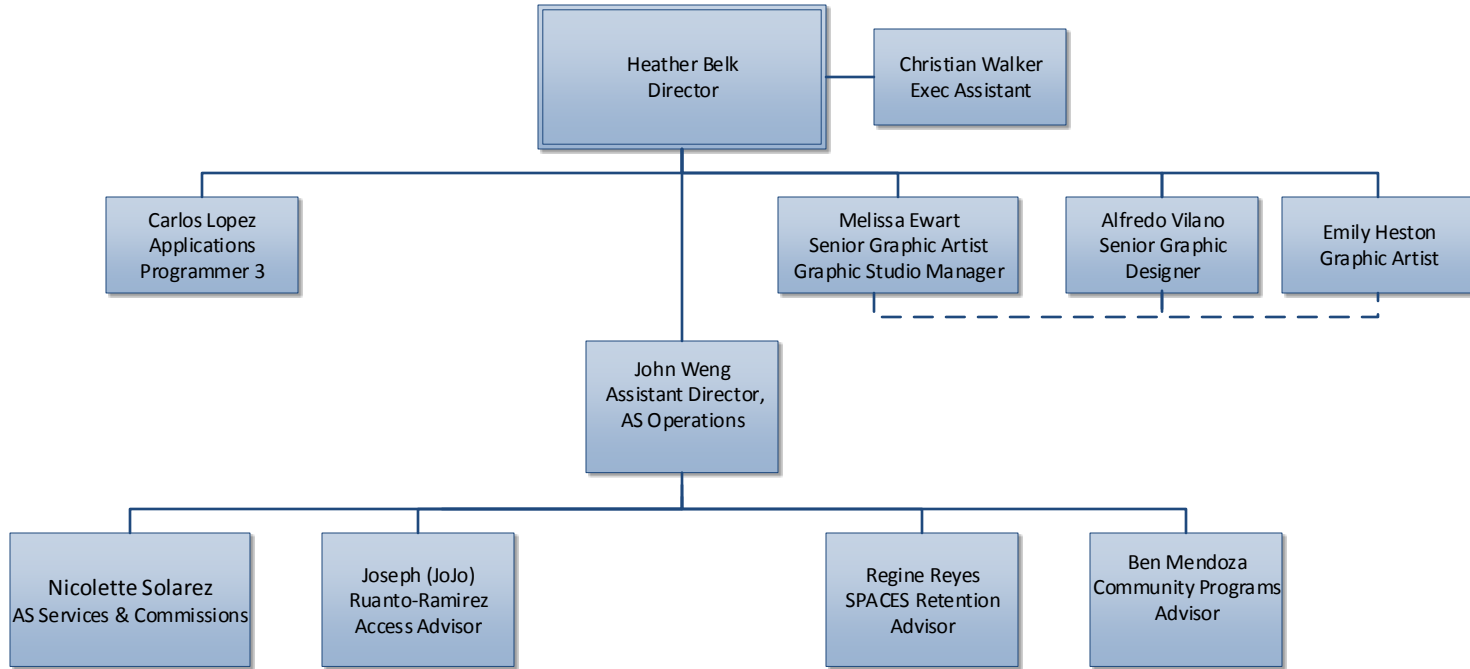 Heather Belk
Director
Christian Walker
Exec Assistant
Carlos Lopez
Applications
Programmer 3
Melissa Ewart
Senior Graphic Artist
Graphic Studio Manager
Alfredo Vilano
Senior Graphic
Designer
Emily Heston
Graphic Artist
John Weng
Assistant Director,
AS Operations
Nicolette Solarez
AS Services & Commissions
Joseph (JoJo)
Ruanto-Ramirez
Access Advisor
Regine Reyes
SPACES Retention
Advisor
Ben Mendoza
Community Programs
Advisor